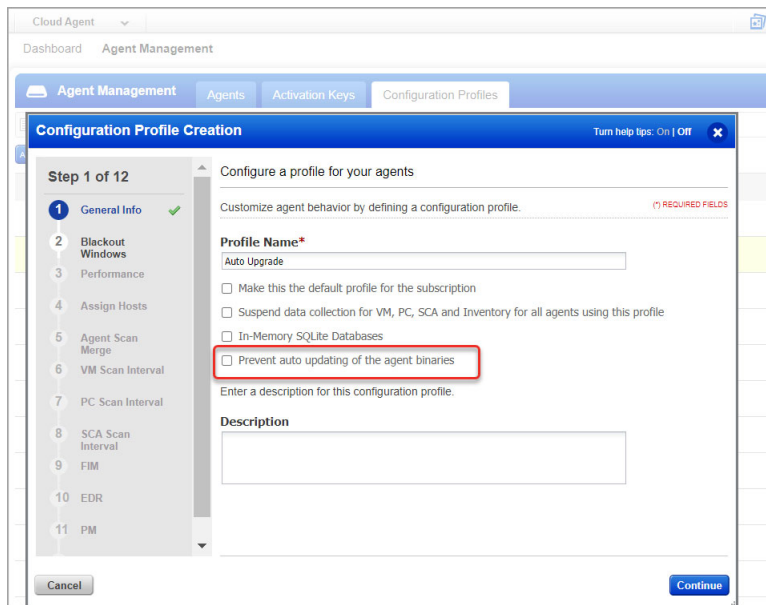 Cloud Agent
Dashboard Agent Management
Agent Management Agents Activation Keys Configuration Profiles
Configuration Profile Creation Turn help tips: On | Off
Step 1 of 12
1 General Info
2 Blackout
Windows
3 Performance
4 Assign Hosts
5 Agent Scan
Merge
6 VM Scan Interval
7 PC Scan Interval
8 SCA Scan
Interval
9 FIM
10 EDR
11 PM
Configure a profile for your agents
Customize agent behavior by defining a configuration profile. (*) REQUIRED FIELDS
Profile Name*
Auto Upgrade
Make this the default profile for the subscription
Suspend data collection for VM, PC, SCA and Inventory for all agents using this profile
In-Memory SQLite Databases
Prevent auto updating of the agent binaries
Enter a description for this configuration profile.
Description
Cancel Continue